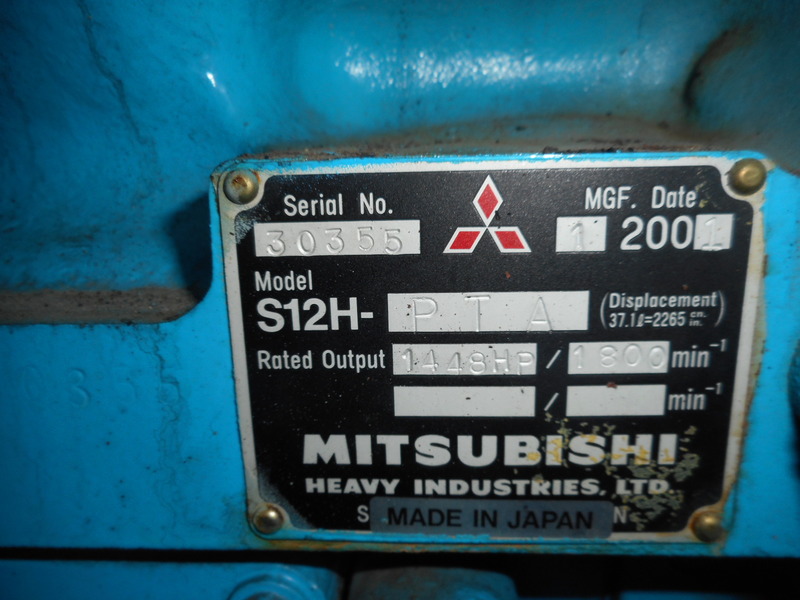 Serial No.
30355
MGF. Date
1 2001
Model
S12H-PTA
(Displacement
37.1ℓ=2265 cu. in.)
Rated Output 1448HP / 1800 min⁻¹
/ min⁻¹
MITSUBISHI
HEAVY INDUSTRIES, LTD
MADE IN JAPAN